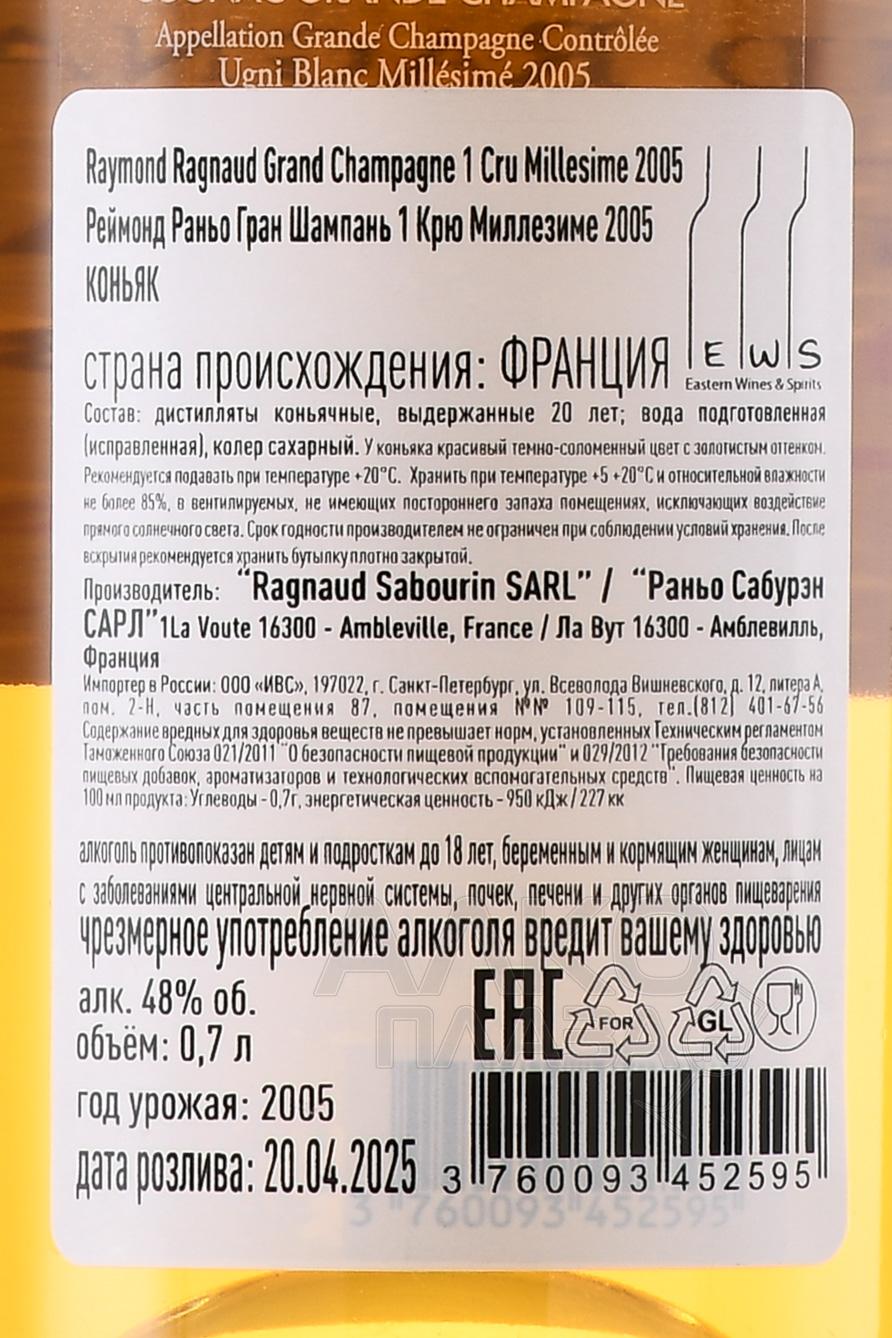 COGNAC GRANDE CHAMPAGNE
Appellation Grande Champagne Contrôlée
Ugni Blanc Millésimé 2005
Raymond Ragnaud Grand Champagne 1 Cru Millesime 2005
Реймонд Раньо Гран Шампань 1 Крю Миллезиме 2005
КОНЬЯК
страна происхождения: ФРАНЦИЯ
E W S
Eastern Wines & Spirits
Состав: дистилляты коньячные, выдержанные 20 лет; вода подготовленная
(исправленная), колер сахарный. У коньяка красивый темно-соломенный цвет с золотистым оттенком.
Рекомендуется подавать при температуре +20°С. Хранить при температуре +5 +20°С и относительной влажности
не более 85%, в вентилируемых, не имеющих постороннего запаха помещениях, исключающих воздействие
прямого солнечного света. Срок годности производителем не ограничен при соблюдении условий хранения. После
вскрытия рекомендуется хранить бутылку плотно закрытой.
Производитель: "Ragnaud Sabourin SARL" / "Раньо Сабурэн
САРЛ"1La Voute 16300 - Ambleville, France / Ла Вут 16300 - Амблевилль,
Франция
Импортер в России: ООО «ИВС», 197022, г. Санкт-Петербург, ул. Всеволода Вишневского, д. 12, литера А,
пом. 2-Н, часть помещения 87, помещения №№ 109-115, тел.(812) 401-67-56
Содержание вредных для здоровья веществ не превышает норм, установленных Техническим регламентом
Таможенного Союза 021/2011 "О безопасности пищевой продукции" и 029/2012 "Требования безопасности
пищевых добавок, ароматизаторов и технологических вспомогательных средств". Пищевая ценность на
100 мл продукта: Углеводы - 0,7г, энергетическая ценность - 950 кДж / 227 кк
алкоголь противопоказан детям и подросткам до 18 лет, беременным и кормящим женщинам, лицам
с заболеваниями центральной нервной системы, почек, печени и других органов пищеварения
чрезмерное употребление алкоголя вредит вашему здоровью
алк. 48% об.
объём: 0,7 л
EAC
FOR
GL
год урожая: 2005
дата розлива: 20.04.2025
3 760093 452595
3 760093 452595
АЛКО
ПЛАЗА